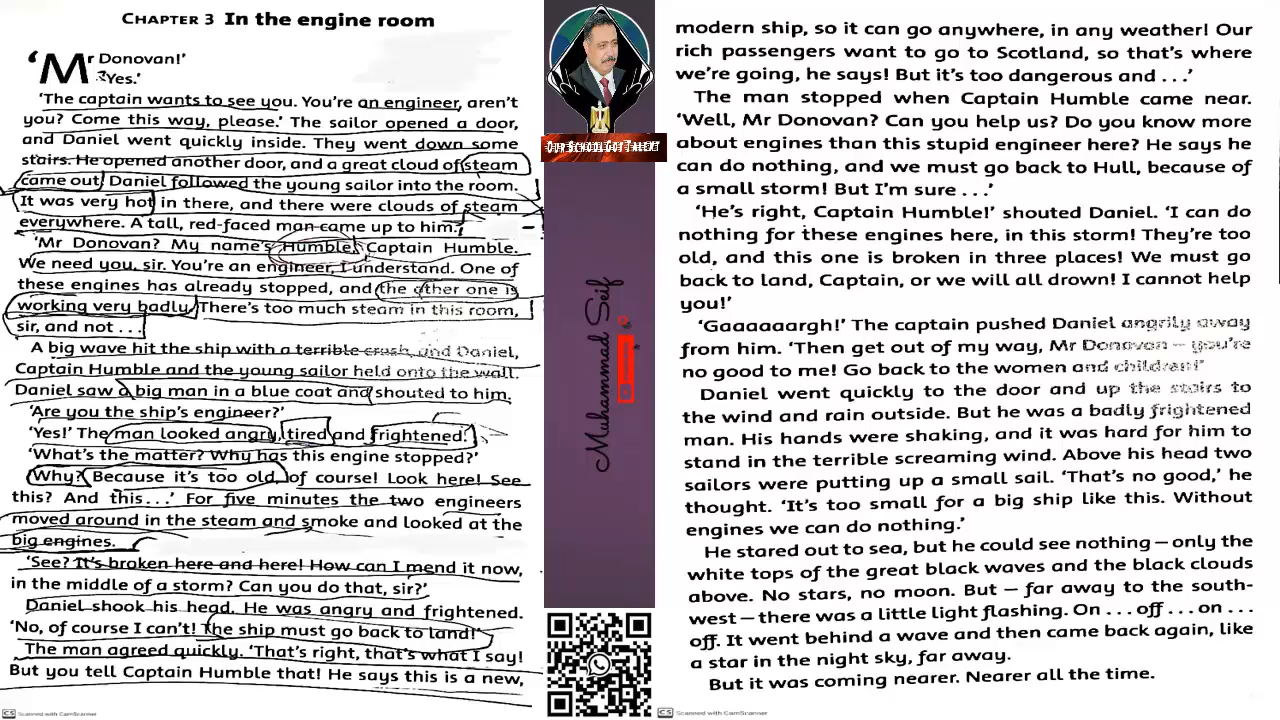 CHAPTER 3 In the engine room
‘Mr Donovan!’
‘Yes.’
‘The captain wants to see you. You’re an engineer, aren’t
you? Come this way, please.’ The sailor opened a door,
and Daniel went quickly inside. They went down some
stairs. He opened another door, and a great cloud of steam
came out. Daniel followed the young sailor into the room.
It was very hot in there, and there were clouds of steam
everywhere. A tall, red-faced man came up to him.
‘Mr Donovan? My name’s Humble, Captain Humble.
We need you, sir. You’re an engineer, I understand. One of
these engines has already stopped, and the other one is
working very badly. There’s too much steam in this room,
sir, and not ...
A big wave hit the ship with a terrible crash, and Daniel,
Captain Humble and the young sailor held onto the wall.
Daniel saw a big man in a blue coat and shouted to him.
‘Are you the ship’s engineer?’
‘Yes!’ The man looked angry, tired and frightened.
‘What’s the matter? Why has this engine stopped?’
‘Why? Because it’s too old, of course! Look here! See
this? And this...’ For five minutes the two engineers
moved around in the steam and smoke and looked at the
big engines.
‘See? It’s broken here and here! How can I mend it now,
in the middle of a storm? Can you do that, sir?’
Daniel shook his head. He was angry and frightened.
‘No, of course I can’t! The ship must go back to land!’
The man agreed quickly. ‘That’s right, that’s what I say!
But you tell Captain Humble that! He says this is a new,
CS Scanned with CamScanner
OUR SCHOOL GOT TALENT
Muhammad Seif
modern ship, so it can go anywhere, in any weather! Our
rich passengers want to go to Scotland, so that’s where
we’re going, he says! But it’s too dangerous and ...’
The man stopped when Captain Humble came near.
‘Well, Mr Donovan? Can you help us? Do you know more
about engines than this stupid engineer here? He says he
can do nothing, and we must go back to Hull, because of
a small storm! But I’m sure ...’
‘He’s right, Captain Humble!’ shouted Daniel. ‘I can do
nothing for these engines here, in this storm! They’re too
old, and this one is broken in three places! We must go
back to land, Captain, or we will all drown! I cannot help
you!’
‘Gaaaaaargh!’ The captain pushed Daniel angrily away
from him. ‘Then get out of my way, Mr Donovan – you’re
no good to me! Go back to the women and children!’
Daniel went quickly to the door and up the stairs to
the wind and rain outside. But he was a badly frightened
man. His hands were shaking, and it was hard for him to
stand in the terrible screaming wind. Above his head two
sailors were putting up a small sail. ‘That’s no good,’ he
thought. ‘It’s too small for a big ship like this. Without
engines we can do nothing.’
He stared out to sea, but he could see nothing – only the
white tops of the great black waves and the black clouds
above. No stars, no moon. But – far away to the south-
west – there was a little light flashing. On ... off ... on ...
off. It went behind a wave and then came back again, like
a star in the night sky, far away.
But it was coming nearer. Nearer all the time.
CS Scanned with CamScanner